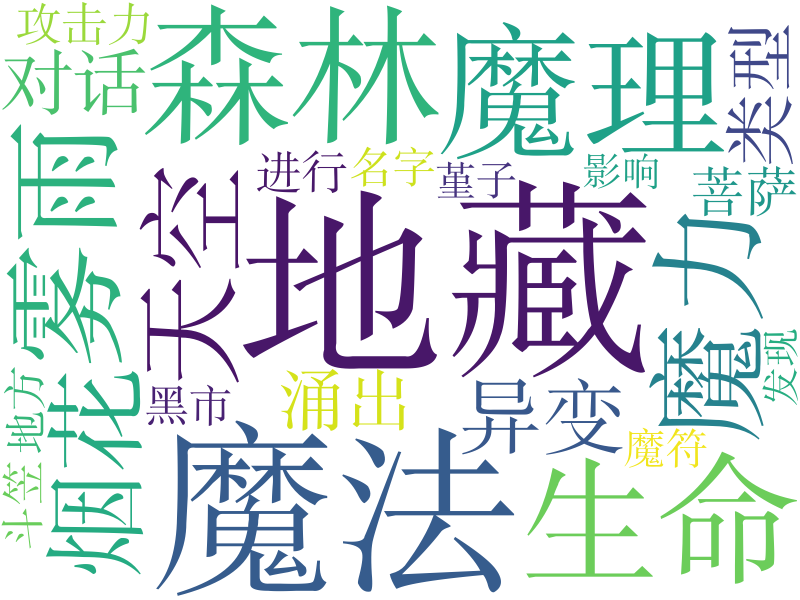 攻击力
森林
魔理
类型
对话
雾雨
天空
进行
名字
堇子
影响
菩萨
地藏
魔力
烟花
地方
黑市
涌出
异变
发现
斗笠
魔法
魔符
生命